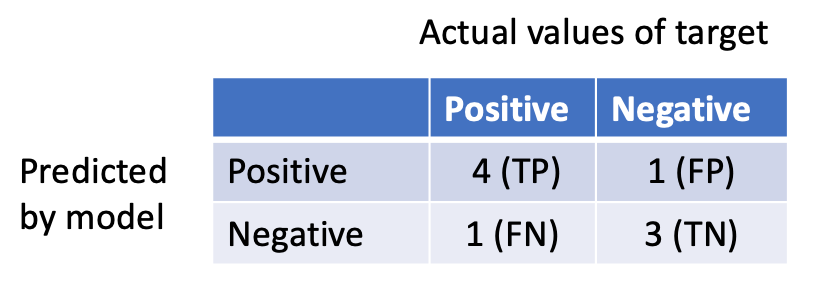 Actual values of target
Positive Negative
Predicted
by model
Positive 4 (TP) 1 (FP)
Negative 1 (FN) 3 (TN)